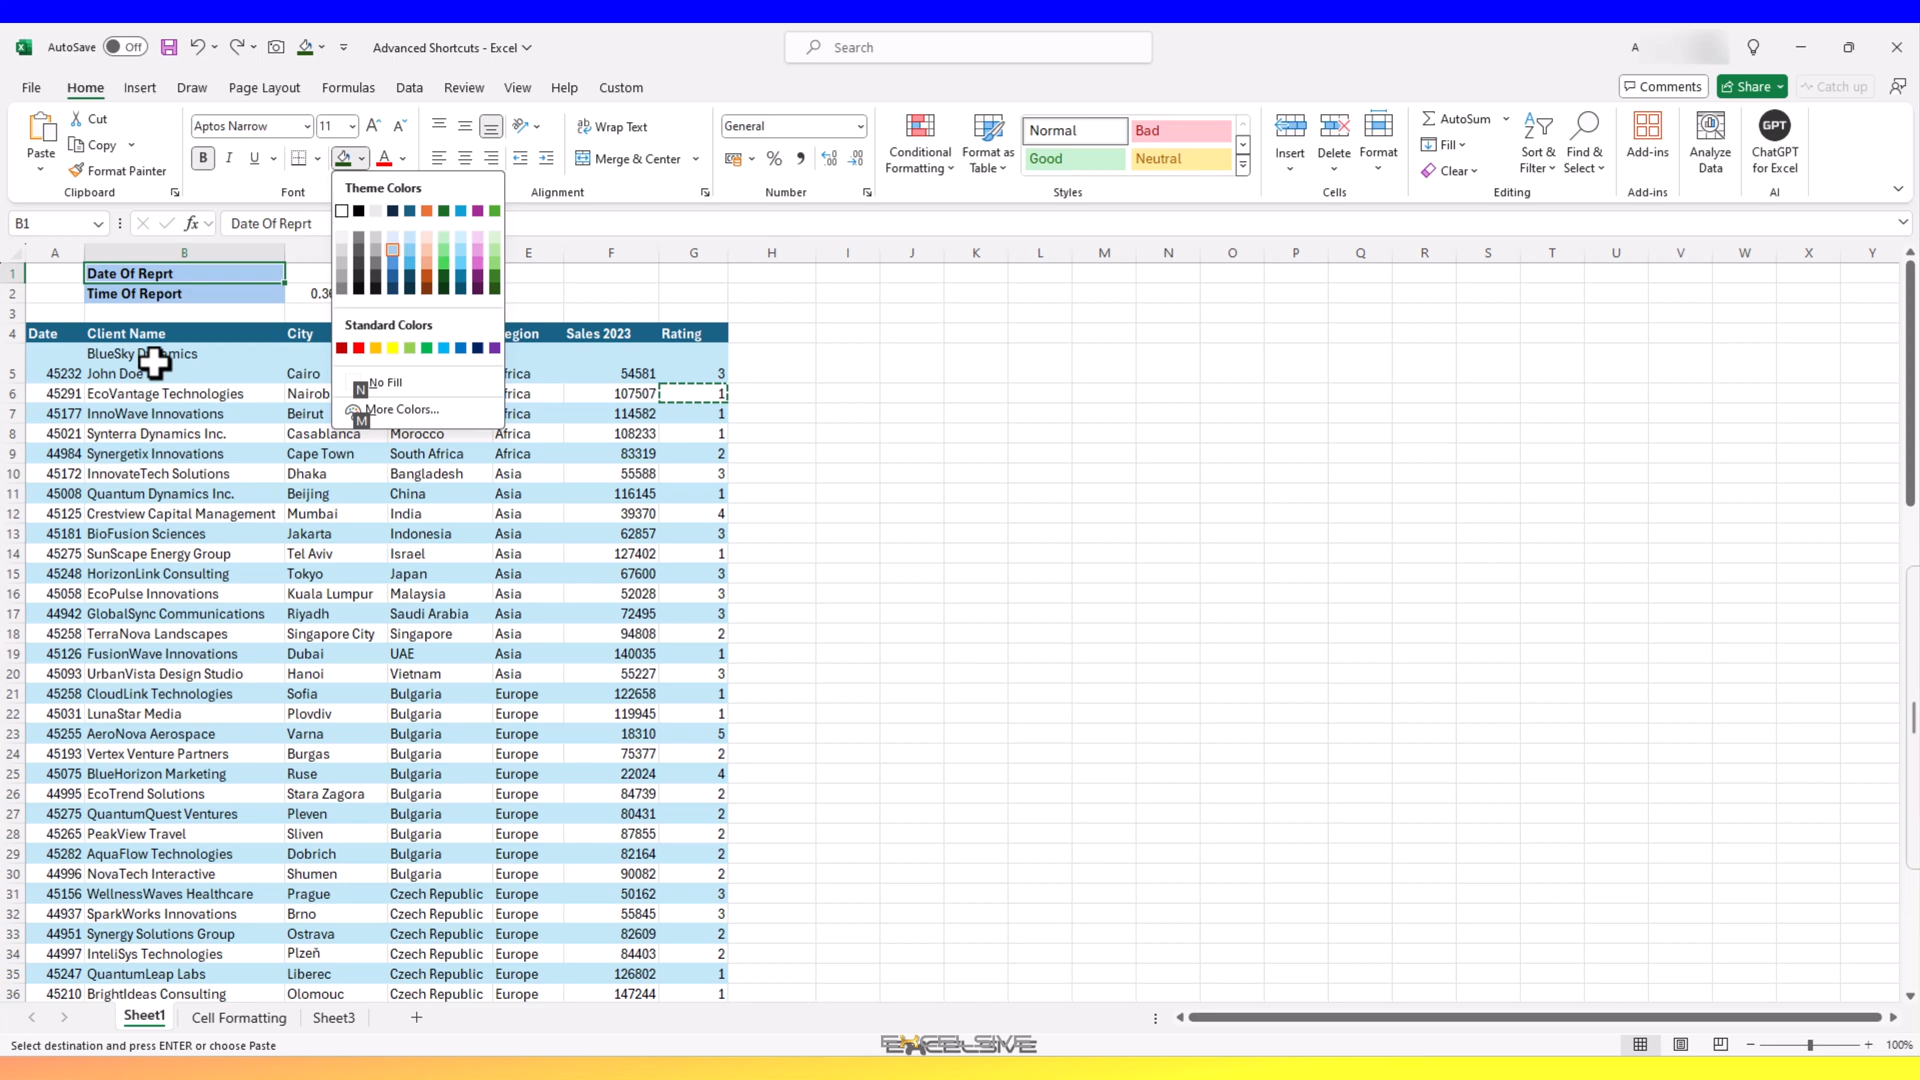 AutoSave Off Advanced Shortcuts - Excel Search A
File Home Insert Draw Page Layout Formulas Data Review View Help Automate Custom Comments Share Catch up
Paste Cut Copy Format Painter Clipboard
Aptos Narrow 11 B I U A Font
Wrap Text Merge & Center Alignment
General % Number
Conditional Formatting Format as Table Normal Bad Good Neutral Styles
Insert Delete Format Cells
AutoSum Fill Clear Sort & Filter Find & Select Editing
Add-ins Add-ins
Analyze Data
GPT ChatGPT for Excel AI
B1 fx Date Of Reprt
Theme Colors
Standard Colors
No Fill
N
More Colors...
M
A B E F G H I J K L M N O P Q R S T U V W X Y
1 Date Of Reprt
2 Time Of Report 0.36
3
4 Date Client Name City egion Sales 2023 Rating
BlueSky Dynamics
5 45232 John Doe Cairo frica 54581 3
6 45291 EcoVantage Technologies Nairob frica 107507 1
7 45177 InnoWave Innovations Beirut frica 114582 1
8 45021 Synterra Dynamics Inc. Casablanca Morocco Africa 108233 1
9 44984 Synergetix Innovations Cape Town South Africa Africa 83319 2
10 45172 InnovateTech Solutions Dhaka Bangladesh Asia 55588 3
11 45008 Quantum Dynamics Inc. Beijing China Asia 116145 1
12 45125 Crestview Capital Management Mumbai India Asia 39370 4
13 45181 BioFusion Sciences Jakarta Indonesia Asia 62857 3
14 45275 SunScape Energy Group Tel Aviv Israel Asia 127402 1
15 45248 HorizonLink Consulting Tokyo Japan Asia 67600 3
16 45058 EcoPulse Innovations Kuala Lumpur Malaysia Asia 52028 3
17 44942 GlobalSync Communications Riyadh Saudi Arabia Asia 72495 3
18 45258 TerraNova Landscapes Singapore City Singapore Asia 94808 2
19 45126 FusionWave Innovations Dubai UAE Asia 140035 1
20 45093 UrbanVista Design Studio Hanoi Vietnam Asia 55227 3
21 45258 CloudLink Technologies Sofia Bulgaria Europe 122658 1
22 45031 LunaStar Media Plovdiv Bulgaria Europe 119945 1
23 45255 AeroNova Aerospace Varna Bulgaria Europe 18310 5
24 45193 Vertex Venture Partners Burgas Bulgaria Europe 75377 2
25 45075 BlueHorizon Marketing Ruse Bulgaria Europe 22024 4
26 44995 EcoTrend Solutions Stara Zagora Bulgaria Europe 84739 2
27 45275 QuantumQuest Ventures Pleven Bulgaria Europe 80431 2
28 45265 PeakView Travel Sliven Bulgaria Europe 87855 2
29 45282 AquaFlow Technologies Dobrich Bulgaria Europe 82164 2
30 44996 NovaTech Interactive Shumen Bulgaria Europe 90082 2
31 45156 WellnessWaves Healthcare Prague Czech Republic Europe 50162 3
32 44937 SparkWorks Innovations Brno Czech Republic Europe 55845 3
33 44951 Synergy Solutions Group Ostrava Czech Republic Europe 82609 2
34 44997 InteliSys Technologies Plzeň Czech Republic Europe 84403 2
35 45247 QuantumLeap Labs Liberec Czech Republic Europe 126802 1
36 45210 BrightIdeas Consulting Olomouc Czech Republic Europe 147244 1
Sheet1 Cell Formatting Sheet3
Select destination and press ENTER or choose Paste EXCELSIVE 100%